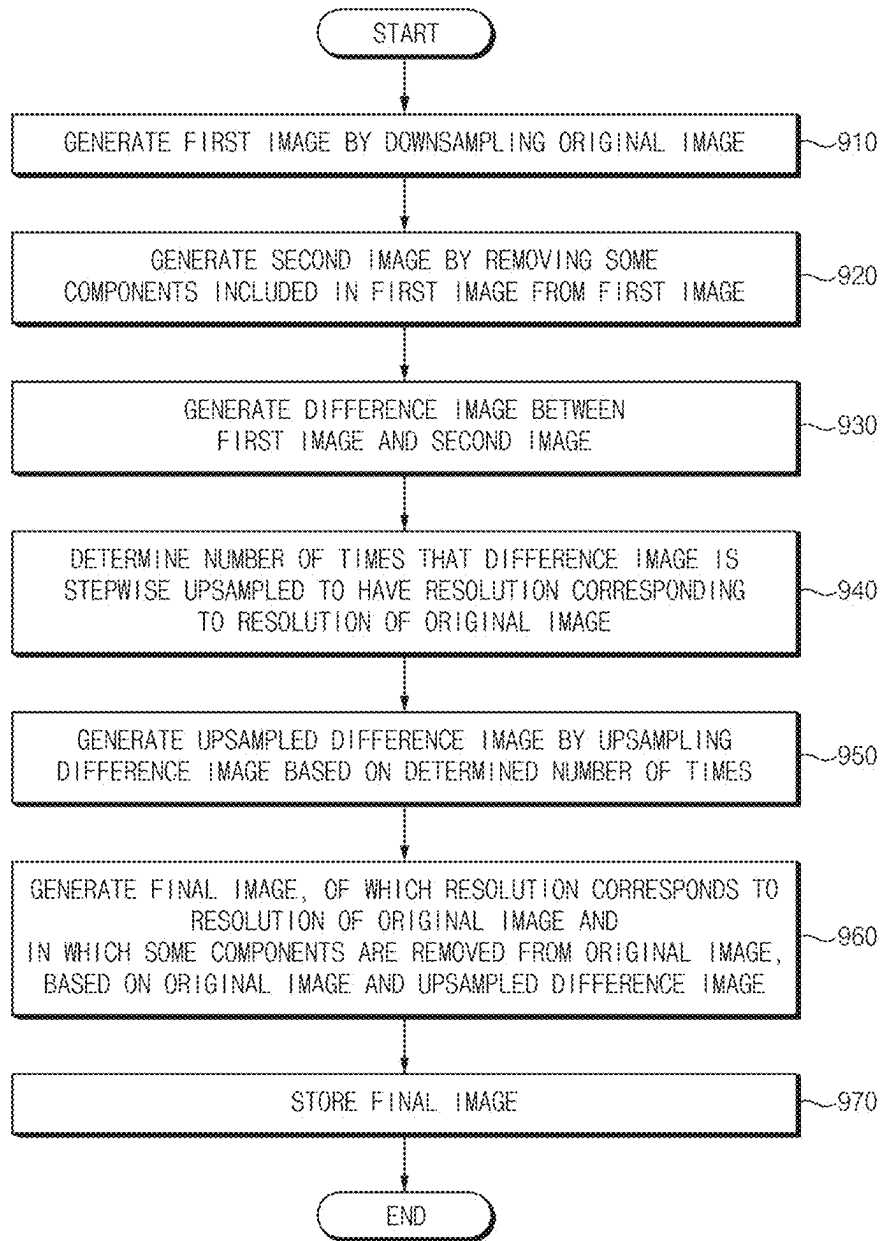 START
GENERATE FIRST IMAGE BY DOWNSAMPLING ORIGINAL IMAGE
910
GENERATE SECOND IMAGE BY REMOVING SOME
COMPONENTS INCLUDED IN FIRST IMAGE FROM FIRST IMAGE
920
GENERATE DIFFERENCE IMAGE BETWEEN
FIRST IMAGE AND SECOND IMAGE
930
DETERMINE NUMBER OF TIMES THAT DIFFERENCE IMAGE IS
STEPWISE UPSAMPLED TO HAVE RESOLUTION CORRESPONDING
TO RESOLUTION OF ORIGINAL IMAGE
940
GENERATE UPSAMPLED DIFFERENCE IMAGE BY UPSAMPLING
DIFFERENCE IMAGE BASED ON DETERMINED NUMBER OF TIMES
950
GENERATE FINAL IMAGE, OF WHICH RESOLUTION CORRESPONDS TO
RESOLUTION OF ORIGINAL IMAGE AND
IN WHICH SOME COMPONENTS ARE REMOVED FROM ORIGINAL IMAGE,
BASED ON ORIGINAL IMAGE AND UPSAMPLED DIFFERENCE IMAGE
960
STORE FINAL IMAGE
970
END